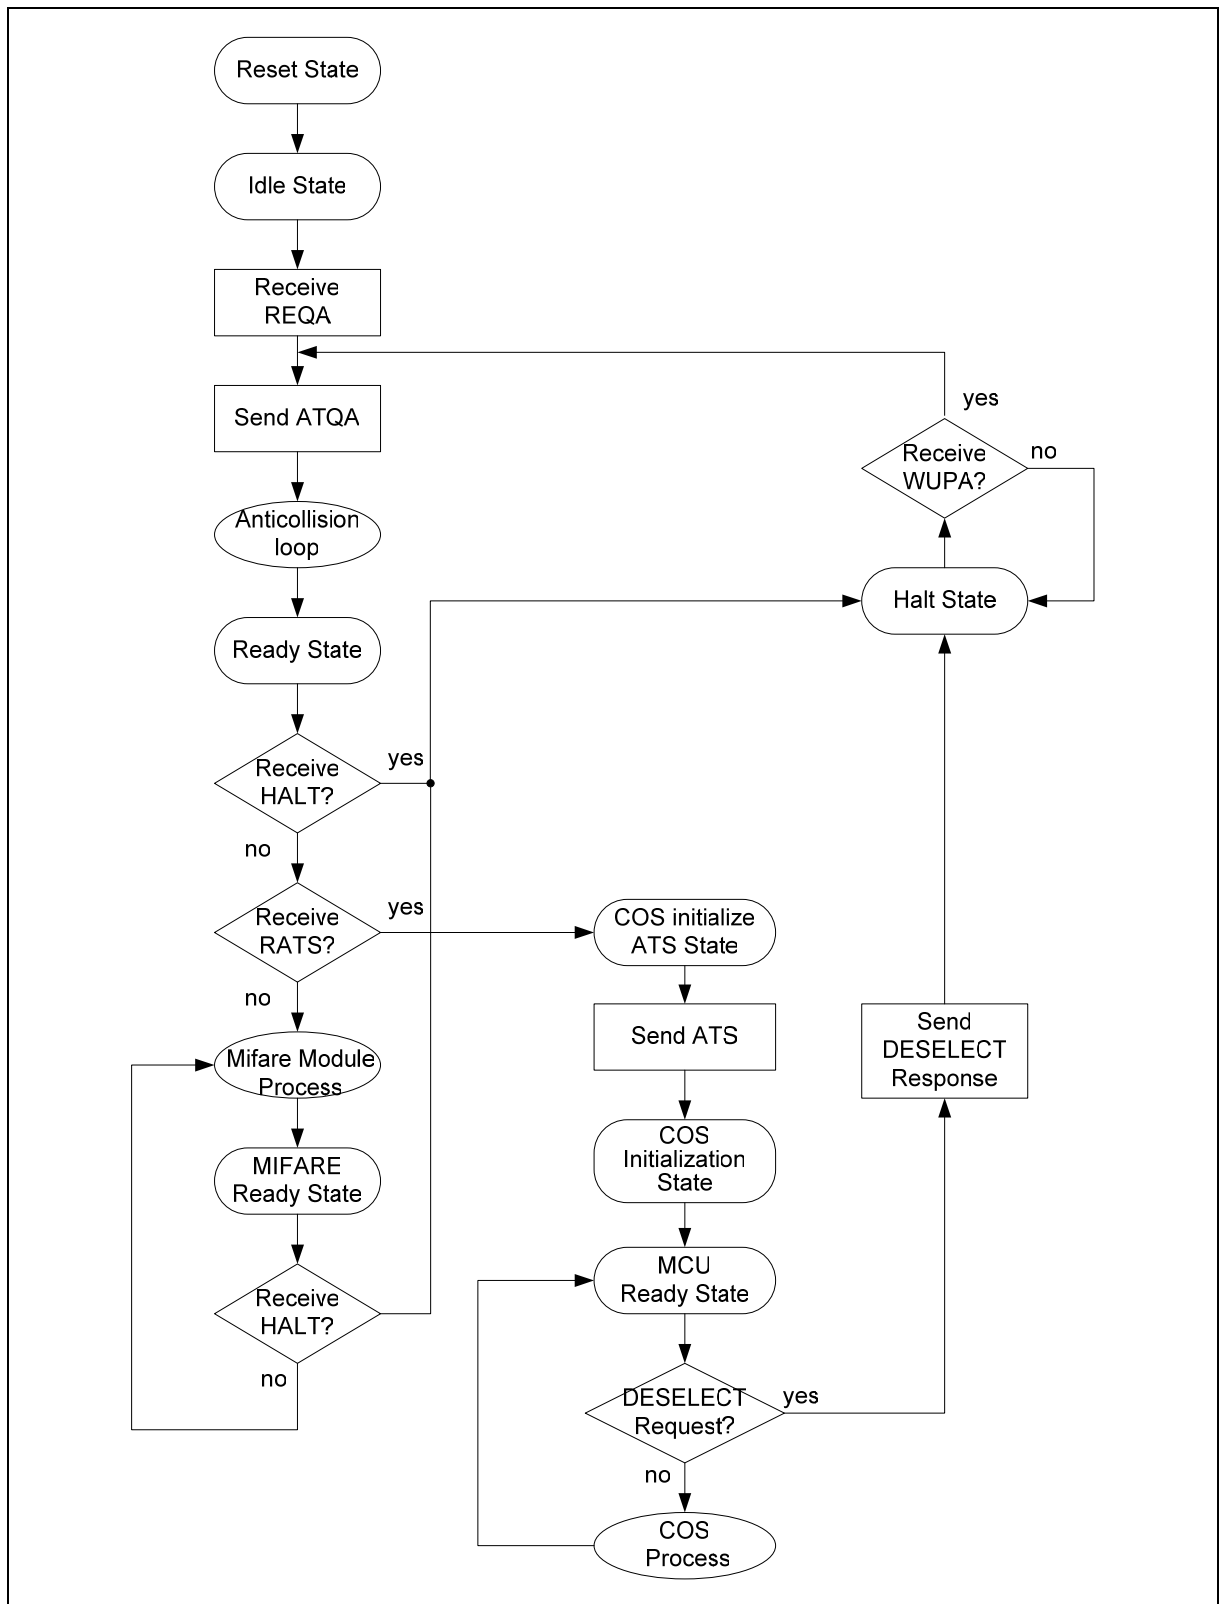 Reset State
Idle State
Receive
REQA
Send ATQA
yes
Receive
WUPA?
no
Anticollision
loop
Halt State
Ready State
Receive
HALT?
yes
no
Receive
RATS?
yes
COS initialize
ATS State
no
Send ATS
Send
DESELECT
Response
Mifare Module
Process
COS
Initialization
State
MIFARE
Ready State
MCU
Ready State
Receive
HALT?
no
DESELECT
Request?
yes
no
COS
Process